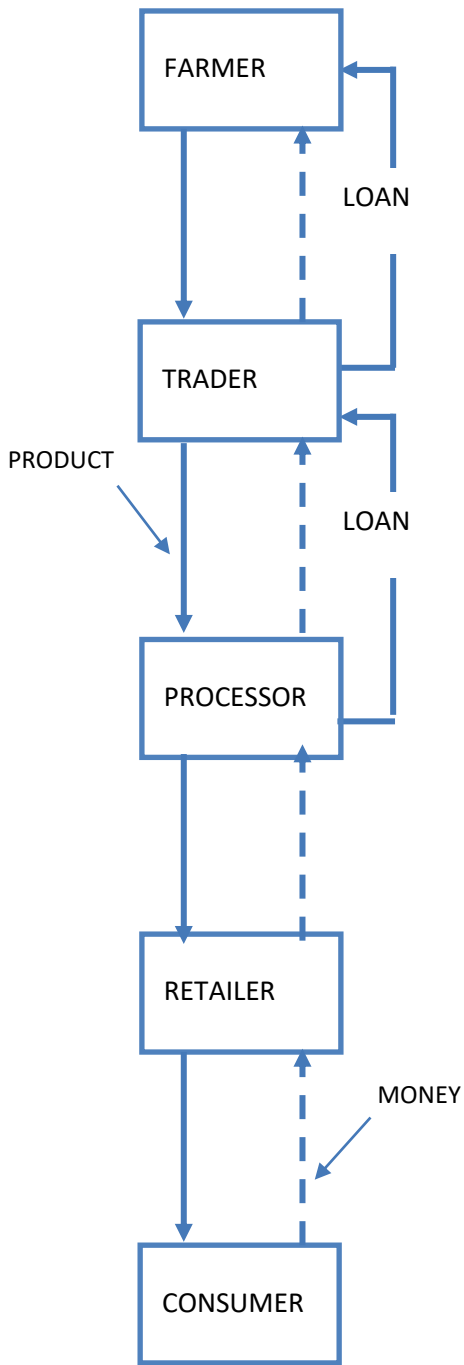 FARMER
LOAN
TRADER
PRODUCT
LOAN
PROCESSOR
RETAILER
MONEY
CONSUMER